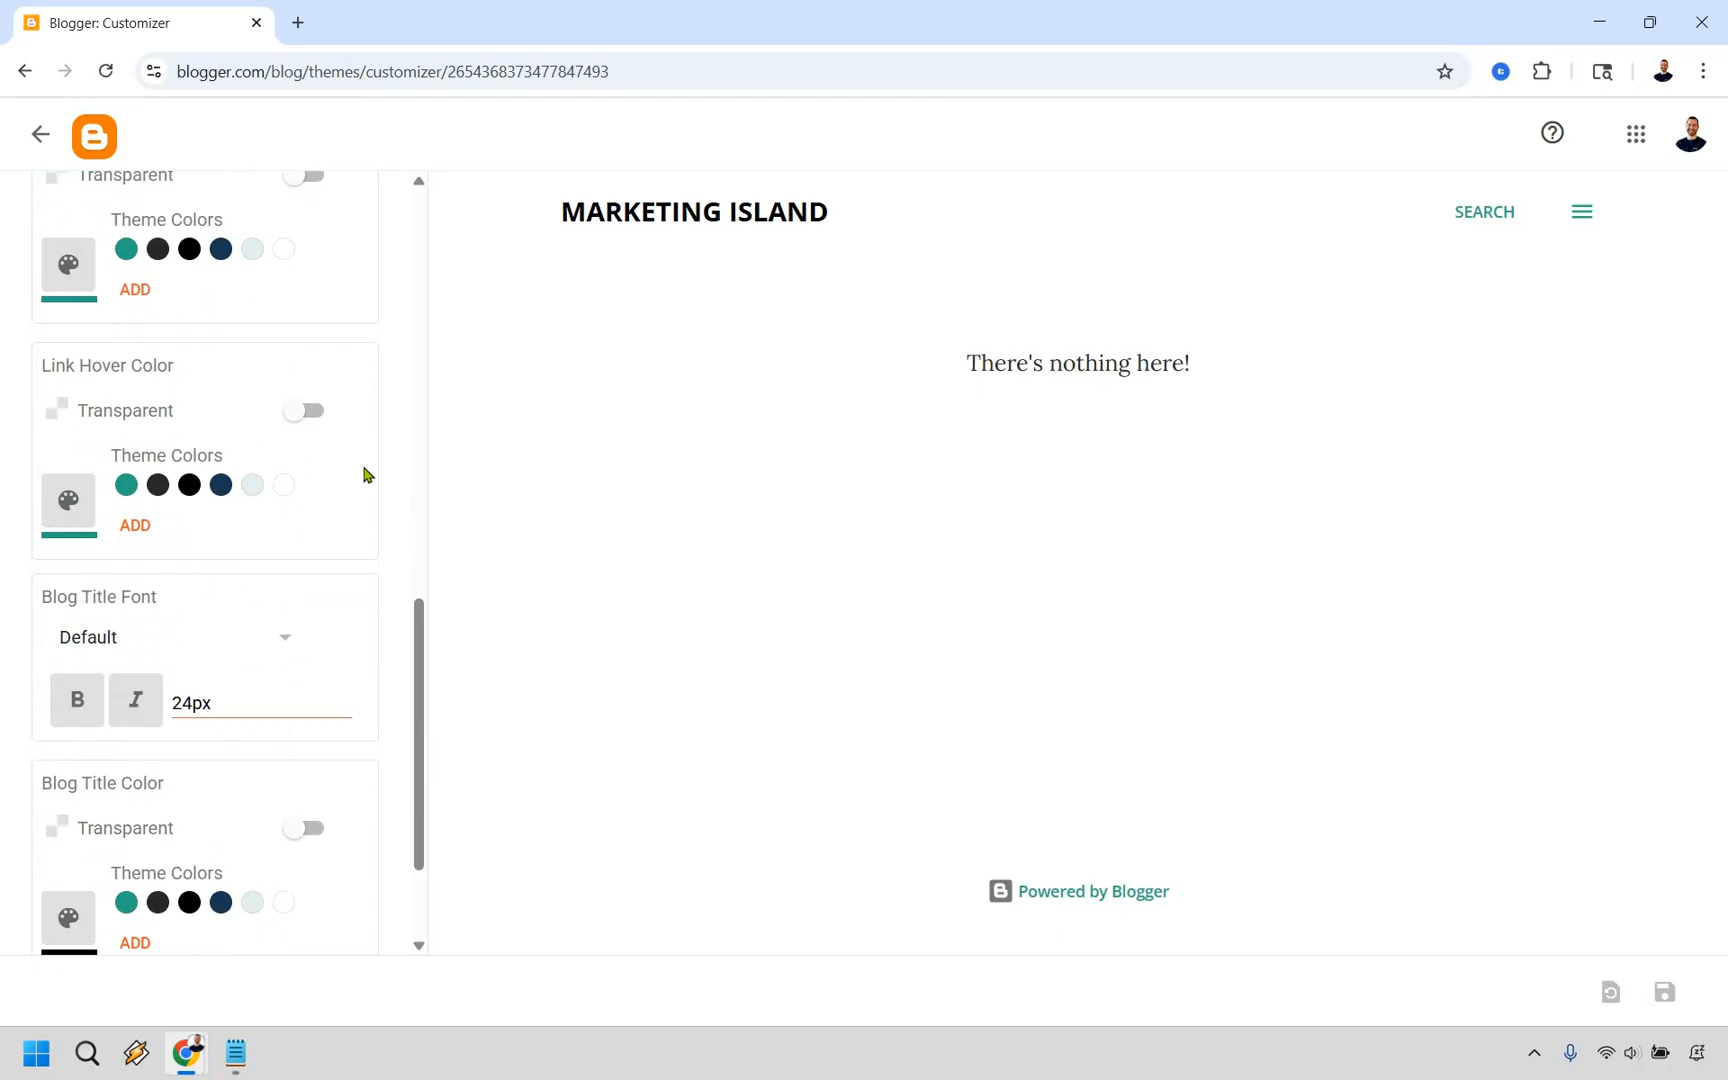 Blogger: Customizer
blogger.com/blog/themes/customizer/2654368373477847493
Transparent
Theme Colors
ADD
Link Hover Color
Transparent
Theme Colors
ADD
Blog Title Font
Default
B I 24px
Blog Title Color
Transparent
Theme Colors
ADD
MARKETING ISLAND
SEARCH
There's nothing here!
Powered by Blogger